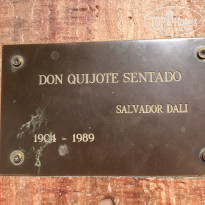 DON QUIJOTE SENTADO
SALVADOR DALI
1904 - 1989